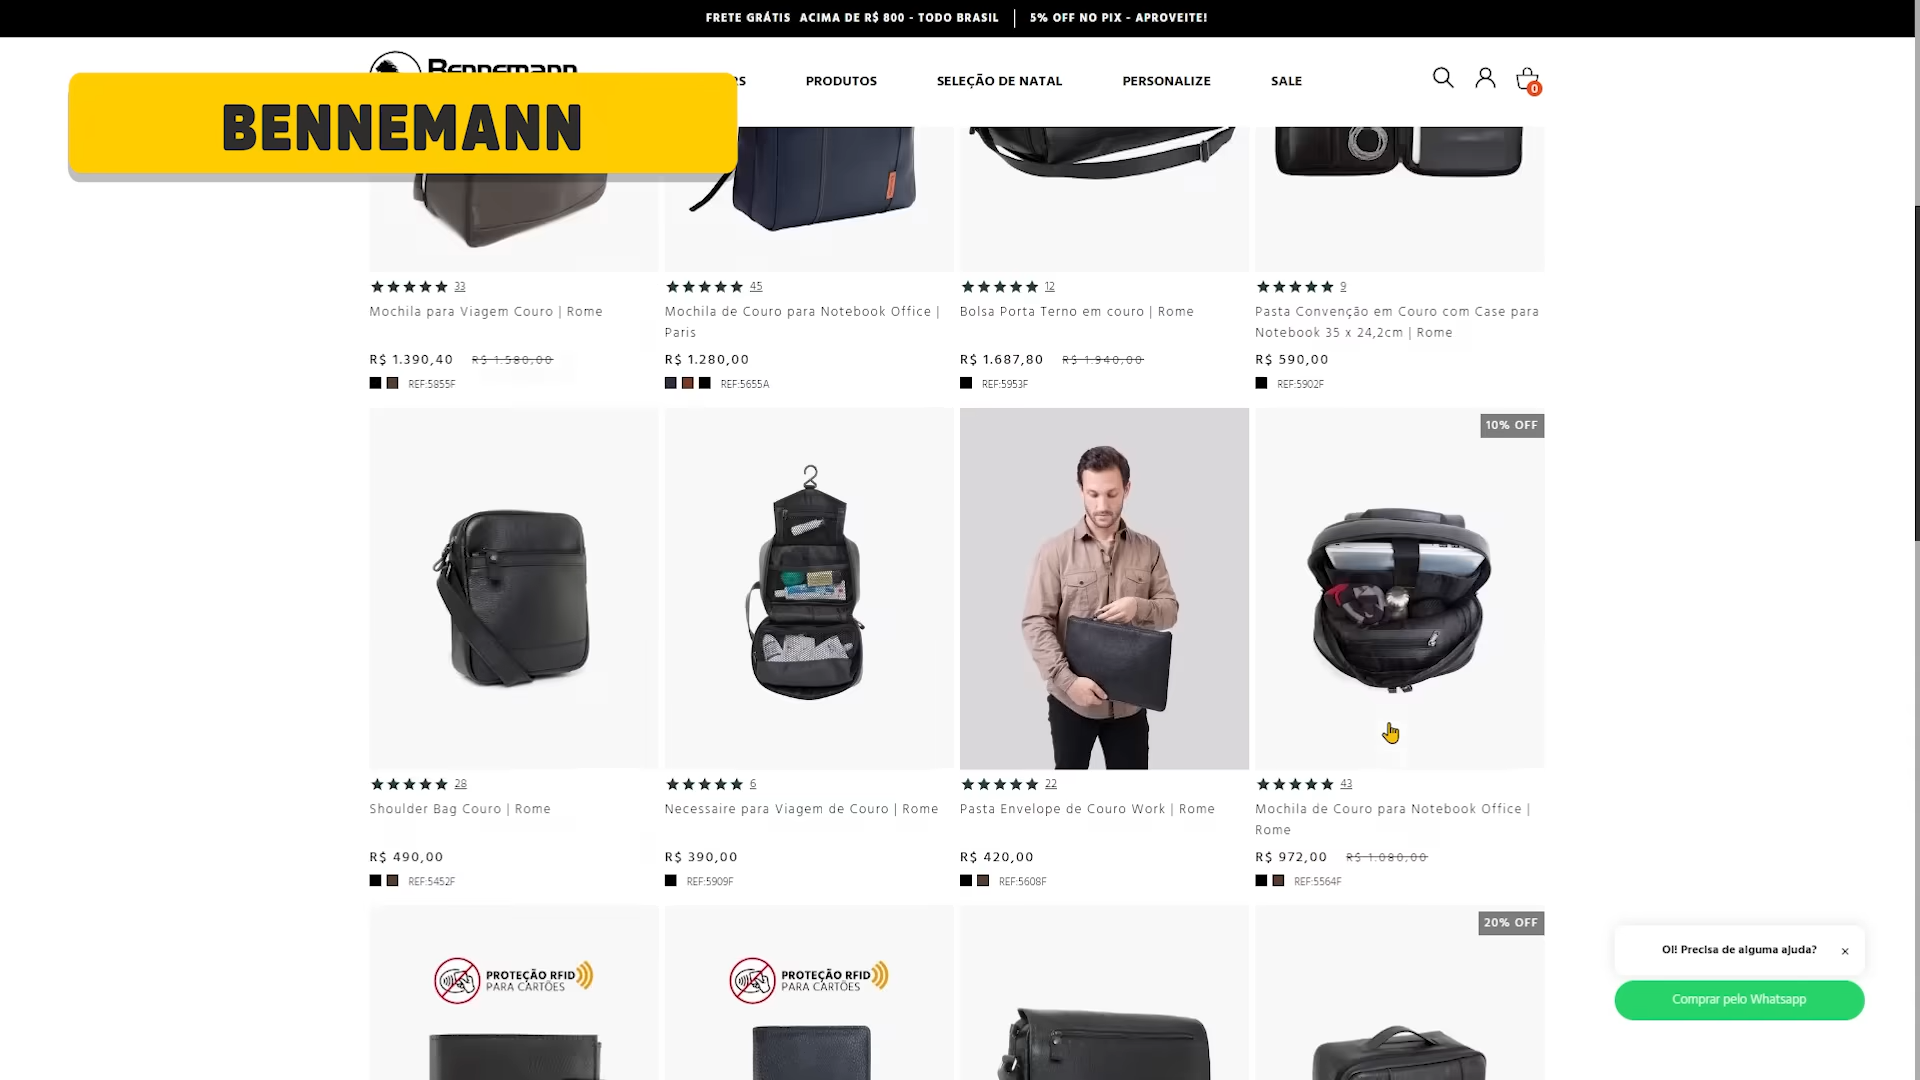 FRETE GRÁTIS ACIMA DE R$ 800 - TODO BRASIL
5% OFF NO PIX - APROVEITE!
Bennemann
BENNEMANN
PRODUTOS
SELEÇÃO DE NATAL
PERSONALIZE
SALE
0
33
Mochila para Viagem Couro | Rome
R$ 1.390,40 R$ 1.580,00
REF:5855F
45
Mochila de Couro para Notebook Office |
Paris
R$ 1.280,00
REF:5655A
12
Bolsa Porta Terno em couro | Rome
R$ 1.687,80 R$ 1.940,00
REF:5953F
9
Pasta Convenção em Couro com Case para
Notebook 35 x 24,2cm | Rome
R$ 590,00
REF:5902F
28
Shoulder Bag Couro | Rome
R$ 490,00
REF:5452F
6
Necessaire para Viagem de Couro | Rome
R$ 390,00
REF:5909F
22
Pasta Envelope de Couro Work | Rome
R$ 420,00
REF:5608F
10% OFF
43
Mochila de Couro para Notebook Office |
Rome
R$ 972,00 R$ 1.080,00
REF:5564F
PROTEÇÃO RFID
PARA CARTÕES
PROTEÇÃO RFID
PARA CARTÕES
20% OFF
OI! Precisa de alguma ajuda? ×
Comprar pelo Whatsapp